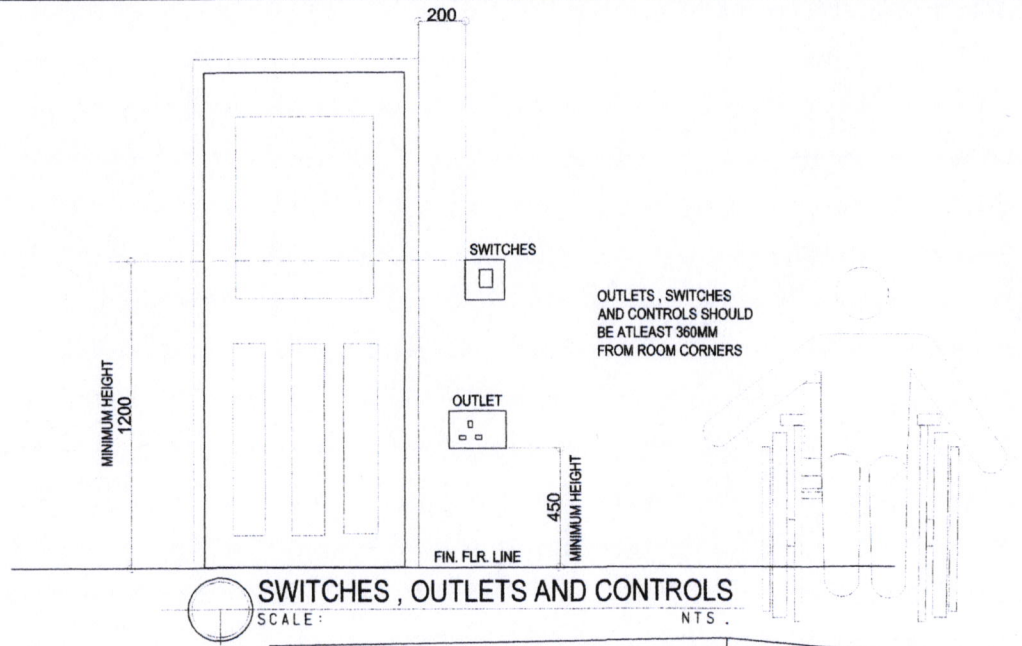 200
SWITCHES
OUTLETS , SWITCHES
AND CONTROLS SHOULD
BE ATLEAST 360MM
FROM ROOM CORNERS
MINIMUM HEIGHT
1200
OUTLET
450
MINIMUM HEIGHT
FIN. FLR. LINE
SWITCHES , OUTLETS AND CONTROLS
SCALE:
NTS .